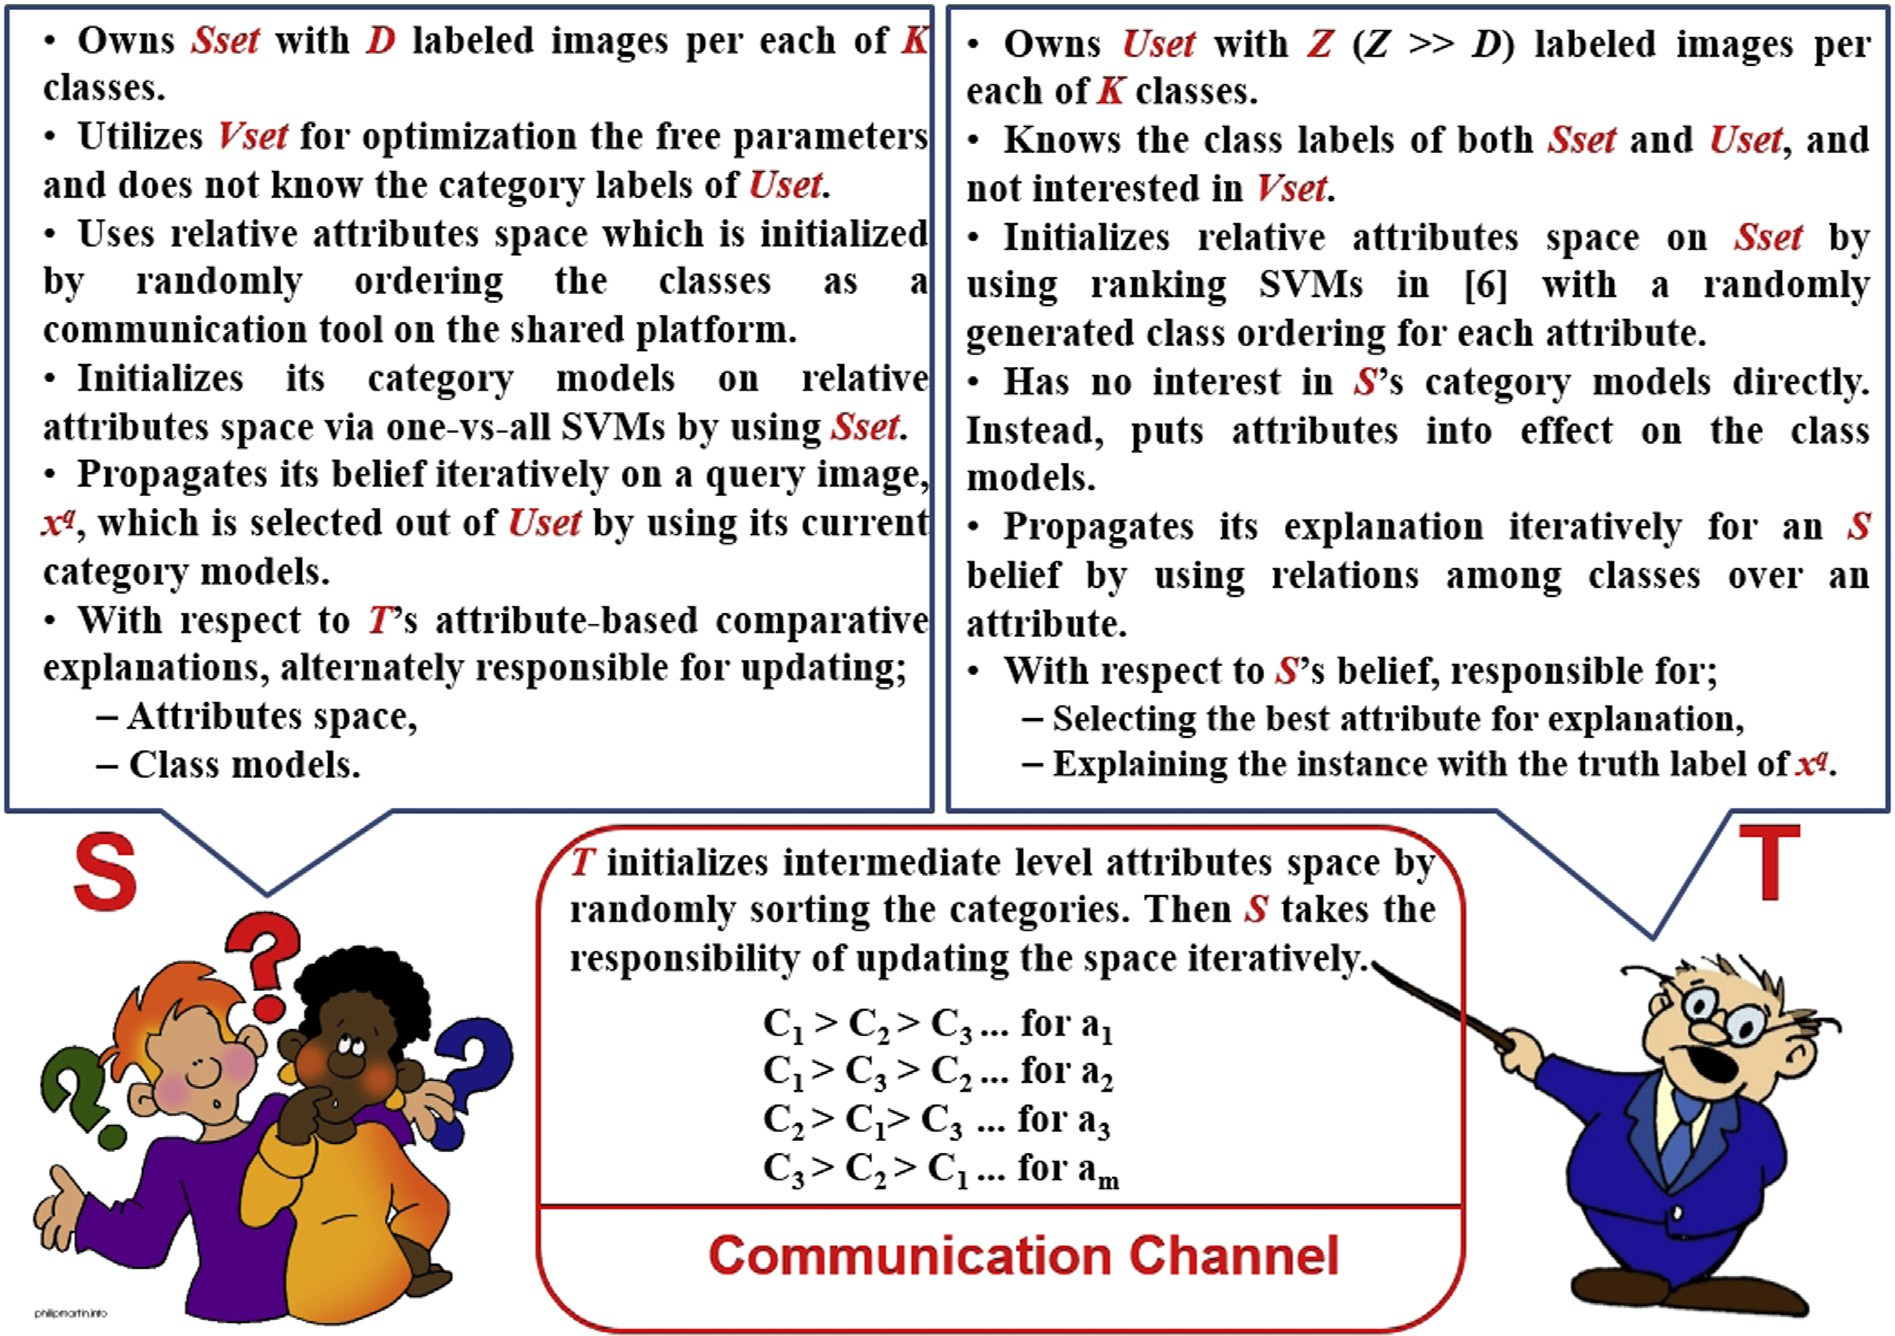 • Owns Sset with D labeled images per each of K
classes.
• Utilizes Vset for optimization the free parameters
and does not know the category labels of Uset.
• Uses relative attributes space which is initialized
by randomly ordering the classes as a
communication tool on the shared platform.
• Initializes its category models on relative
attributes space via one-vs-all SVMs by using Sset.
• Propagates its belief iteratively on a query image,
x^q, which is selected out of Uset by using its current
category models.
• With respect to T's attribute-based comparative
explanations, alternately responsible for updating;
– Attributes space,
– Class models.
• Owns Uset with Z (Z >> D) labeled images per
each of K classes.
• Knows the class labels of both Sset and Uset, and
not interested in Vset.
• Initializes relative attributes space on Sset by
using ranking SVMs in [6] with a randomly
generated class ordering for each attribute.
• Has no interest in S's category models directly.
Instead, puts attributes into effect on the class
models.
• Propagates its explanation iteratively for an S
belief by using relations among classes over an
attribute.
• With respect to S's belief, responsible for;
– Selecting the best attribute for explanation,
– Explaining the instance with the truth label of x^q.
S
T
T initializes intermediate level attributes space by
randomly sorting the categories. Then S takes the
responsibility of updating the space iteratively.
C₁ > C₂ > C₃ ... for a₁
C₁ > C₃ > C₂ ... for a₂
C₂ > C₁ > C₃ ... for a₃
C₃ > C₂ > C₁ ... for aₘ
Communication Channel
? ? ?
philipmartin.info